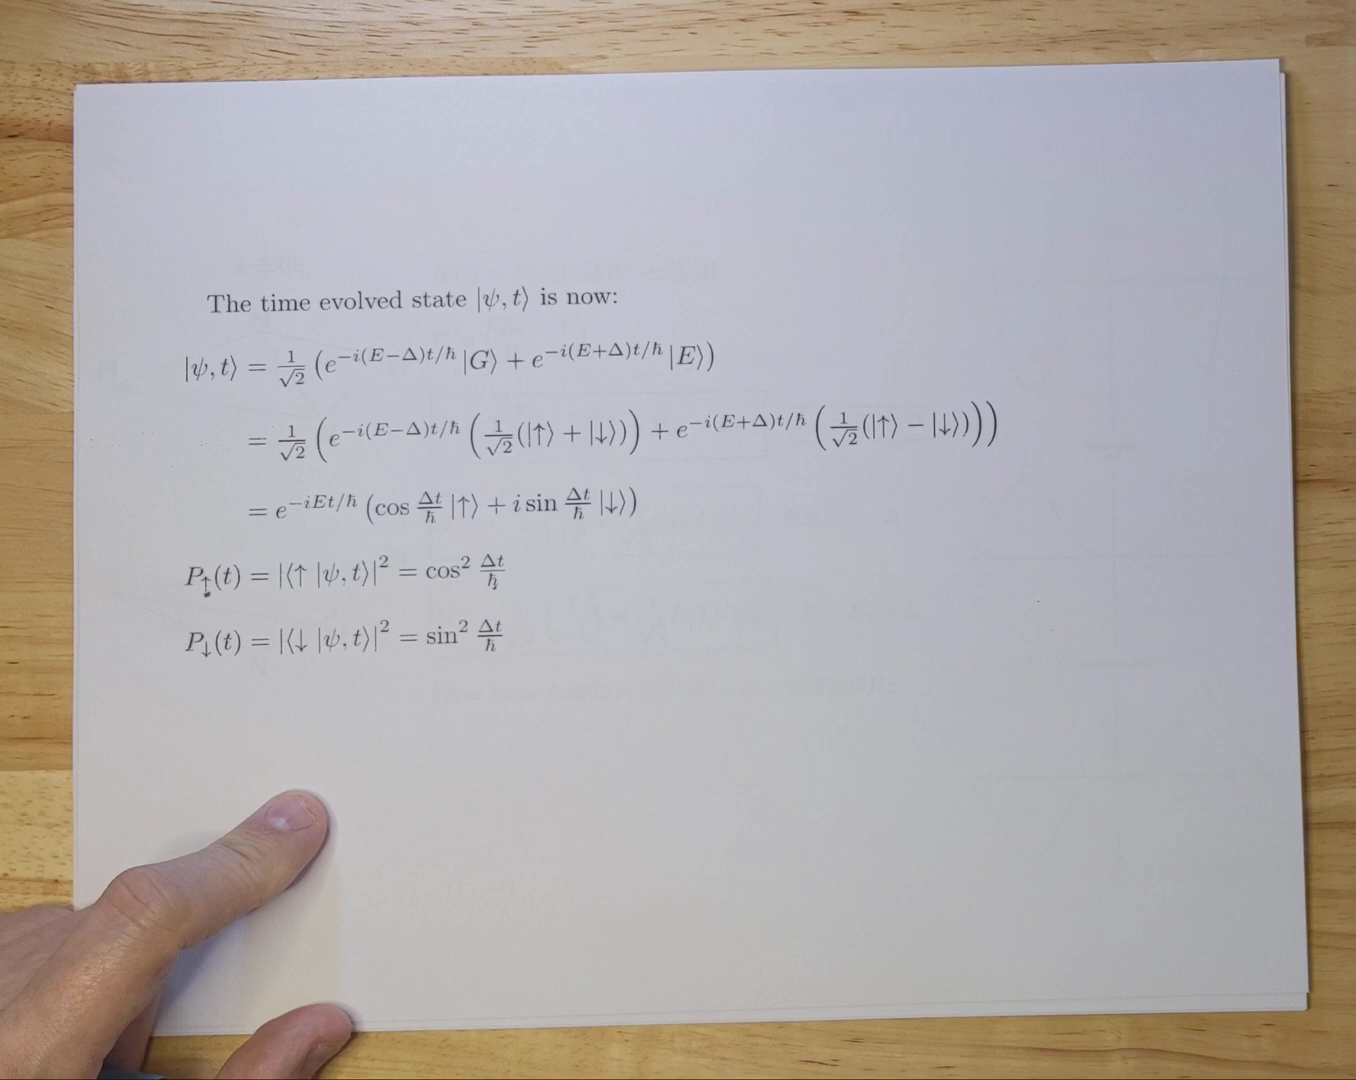 The time evolved state |ψ, t⟩ is now:
|ψ, t⟩ = 1/√2 (e^{−i(E−Δ)t/ℏ} |G⟩ + e^{−i(E+Δ)t/ℏ} |E⟩)
= 1/√2 (e^{−i(E−Δ)t/ℏ} (1/√2 (|↑⟩ + |↓⟩)) + e^{−i(E+Δ)t/ℏ} (1/√2 (|↑⟩ − |↓⟩)))
= e^{−iEt/ℏ} (cos Δt/ℏ |↑⟩ + i sin Δt/ℏ |↓⟩)
P↑(t) = |⟨↑ |ψ, t⟩|² = cos² Δt/ℏ
P↓(t) = |⟨↓ |ψ, t⟩|² = sin² Δt/ℏ